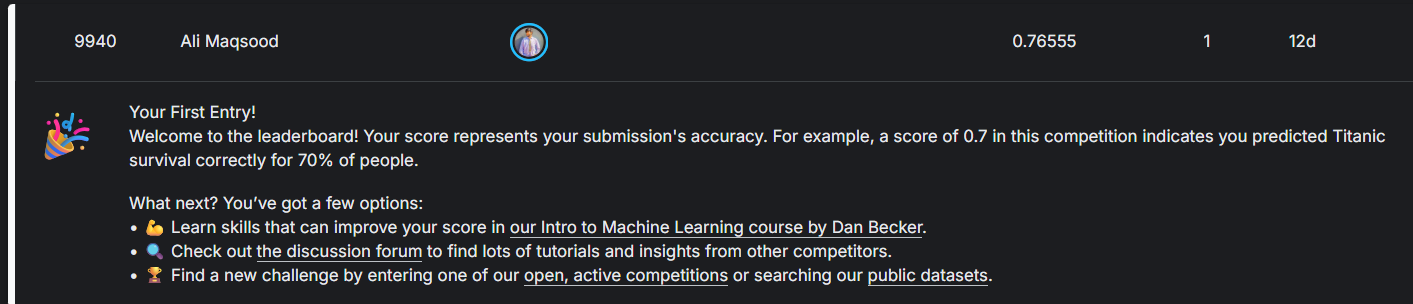 9940 Ali Maqsood 0.76555 1 12d
Your First Entry!
Welcome to the leaderboard! Your score represents your submission's accuracy. For example, a score of 0.7 in this competition indicates you predicted Titanic
survival correctly for 70% of people.
What next? You’ve got a few options:
• 💪 Learn skills that can improve your score in our Intro to Machine Learning course by Dan Becker.
• 🔍 Check out the discussion forum to find lots of tutorials and insights from other competitors.
• 🏆 Find a new challenge by entering one of our open, active competitions or searching our public datasets.